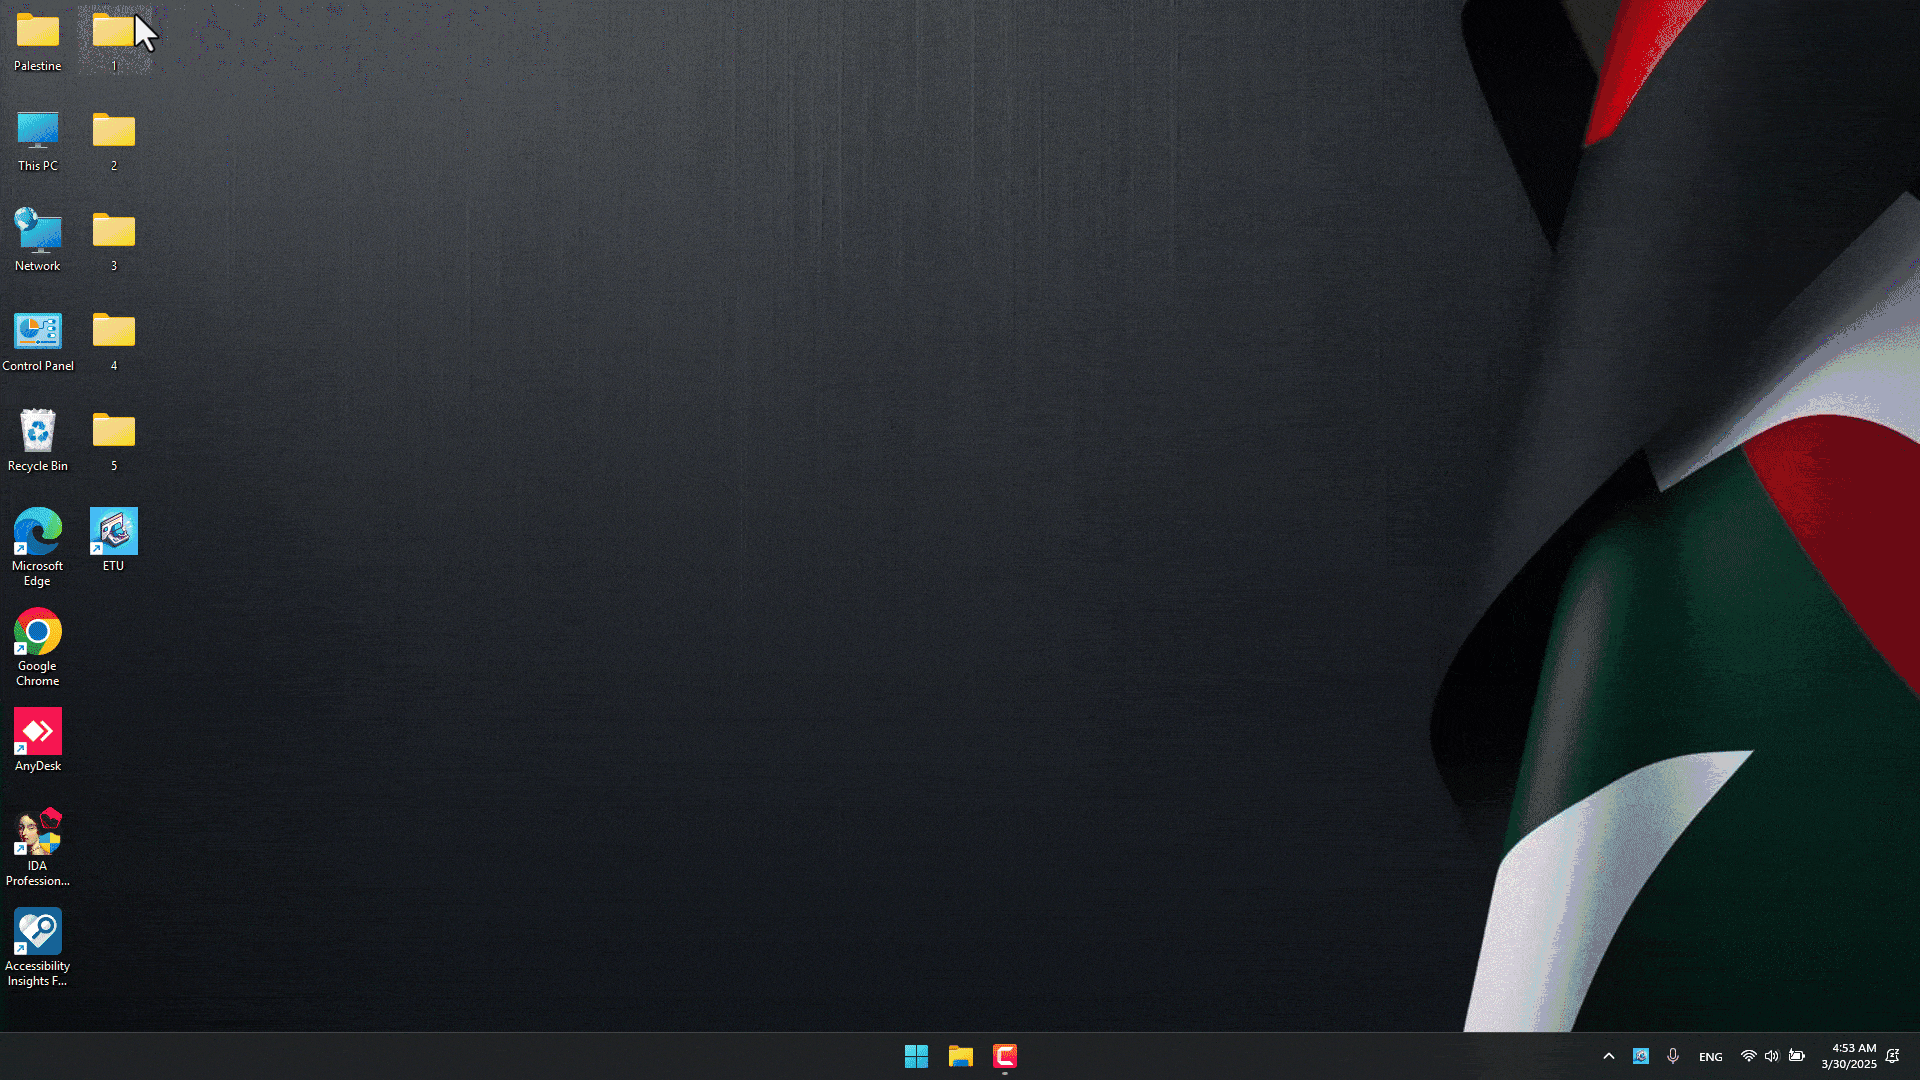 Palestine
1
This PC
2
Network
3
Control Panel
4
Recycle Bin
5
Microsoft
Edge
ETU
Google
Chrome
AnyDesk
IDA
Profession...
Accessibility
Insights F...
ENG
4:53 AM
3/30/2025